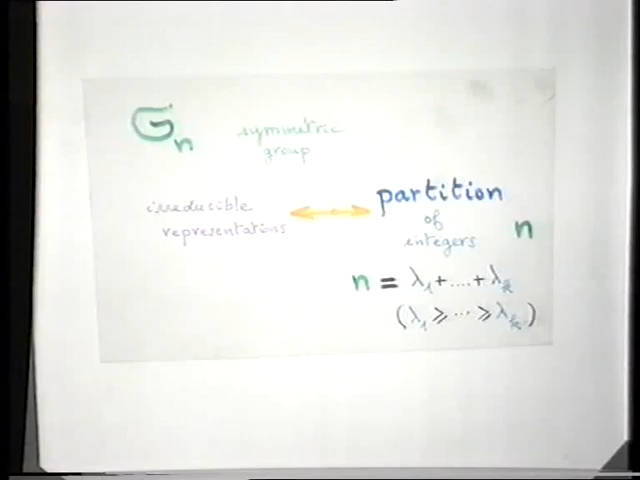 𝔖n symmetric
group
irreducible
representations
partition
of
integers n
n = λ₁+....+λₖ
(λ₁ ⩾ ... ⩾ λₖ)